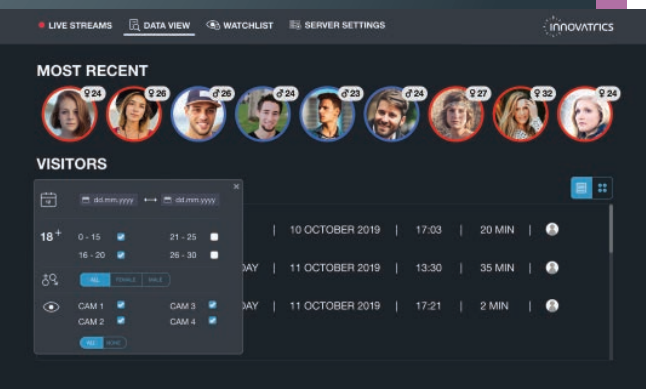 LIVE STREAMS DATA VIEW WATCHLIST SERVER SETTINGS INNOVATRICS
MOST RECENT
♀24 ♀26 ♂26 ♂24 ♂23 ♂24 ♀27 ♀32 ♀24
VISITORS
dd.mm.yyyy dd.mm.yyyy
18+ 0 - 15 21 - 25
16 - 20 26 - 30
ALL FEMALE MALE
CAM 1 CAM 3
CAM 2 CAM 4
ALL NONE
| 10 OCTOBER 2019 | 17:03 | 20 MIN |
DAY | 11 OCTOBER 2019 | 13:30 | 35 MIN |
DAY | 11 OCTOBER 2019 | 17:21 | 2 MIN |